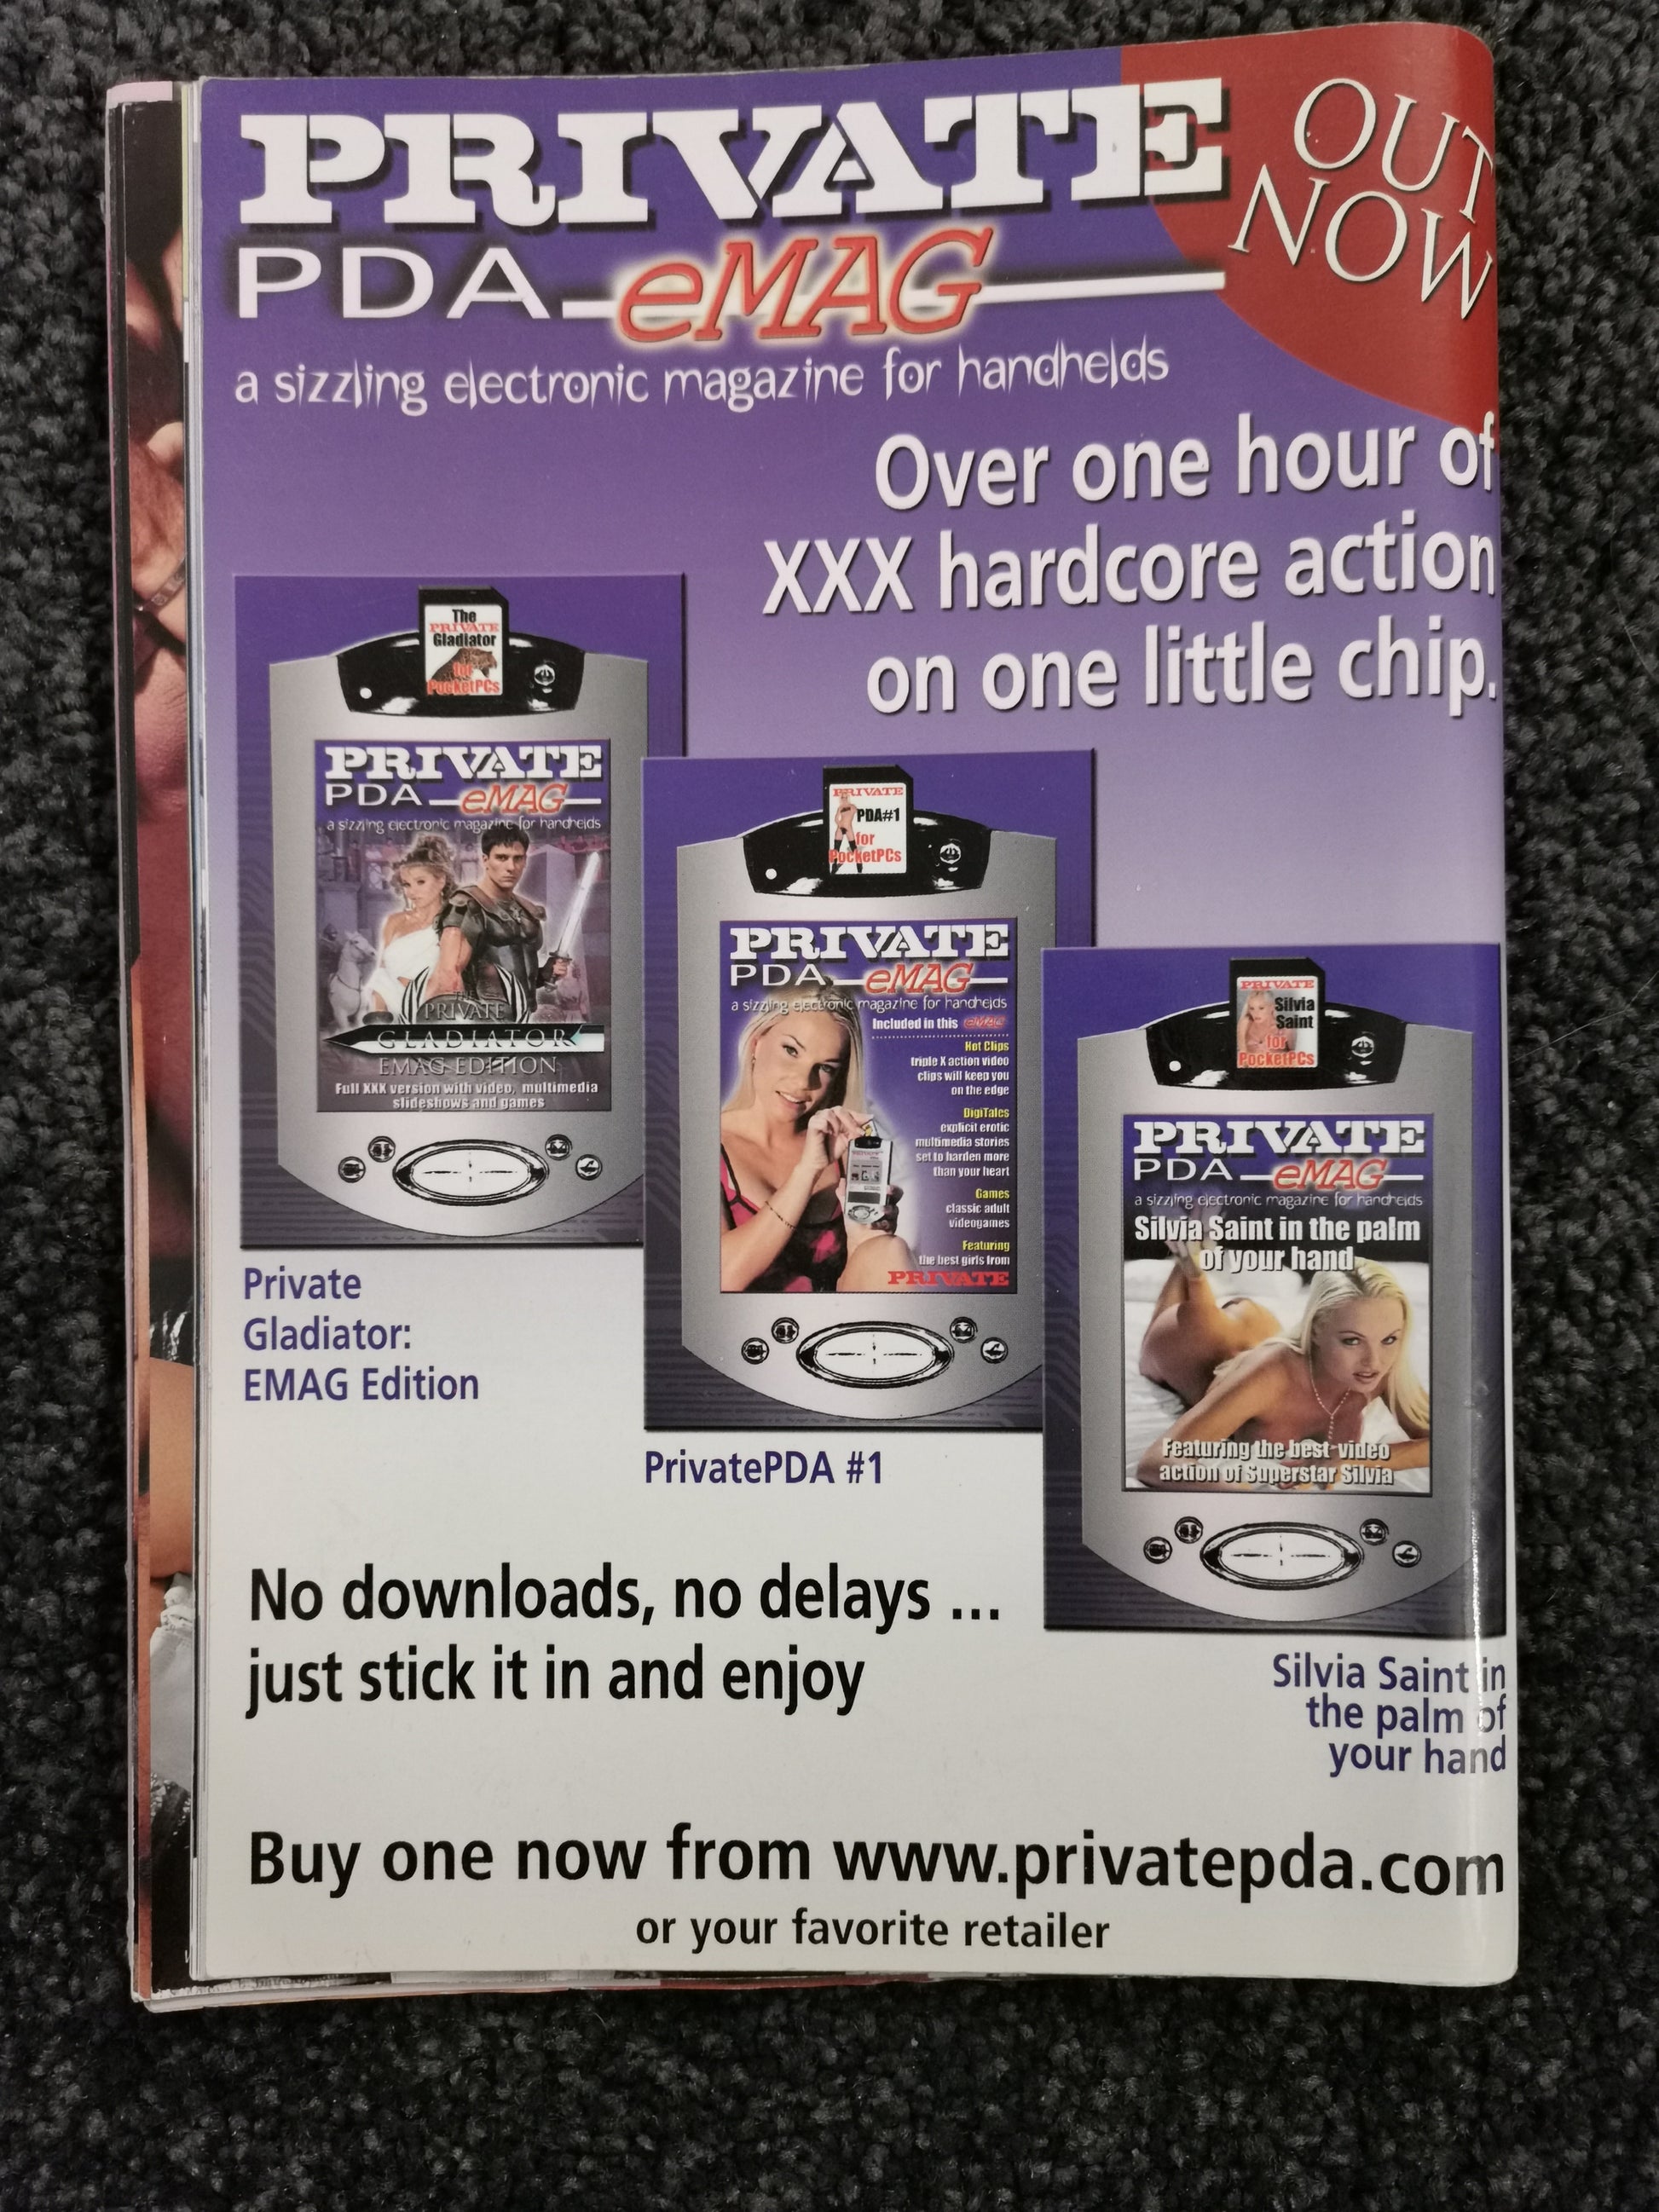 PRIVATE
OUT
NOW
PDA eMAG
a sizzling electronic magazine for handhelds
Over one hour of
XXX hardcore action
on one little chip.
The
PRIVATE
Gladiator
for
PocketPCs
PRIVATE
PDA eMAG
a sizzling electronic magazine for handhelds
PRIVATE
GLADIATOR
EMAG EDITION
Full XXX version with video, multimedia
slideshows and games
Private
Gladiator:
EMAG Edition
PRIVATE
PDA#1
for
PocketPCs
PRIVATE
PDA eMAG
a sizzling electronic magazine for handhelds
Included in this eMAG
Hot Clips
triple X action video
clips will keep you
on the edge
DigiTales
explicit erotic
multimedia stories
set to harden more
than your heart
Games
classic adult
videogames
Featuring
the best girls from
PRIVATE
PrivatePDA #1
PRIVATE
Silvia
Saint
for
PocketPCs
PRIVATE
PDA eMAG
a sizzling electronic magazine for handhelds
Silvia Saint in the palm
of your hand
Featuring the best video
action of Superstar Silvia
Silvia Saint in
the palm of
your hand
No downloads, no delays ...
just stick it in and enjoy
Buy one now from www.privatepda.com
or your favorite retailer